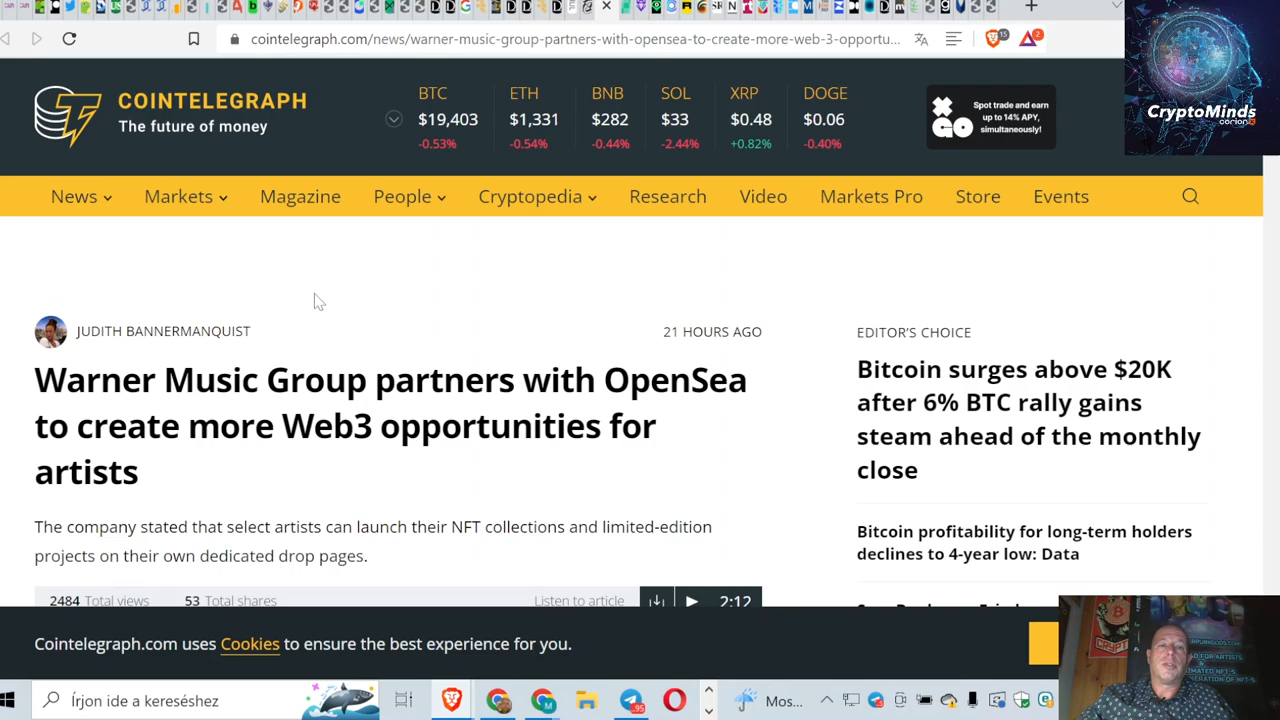 cointelegraph.com/news/warner-music-group-partners-with-opensea-to-create-more-web-3-opportu...
15
2
CryptoMinds
COINTELEGRAPH
The future of money
BTC ETH BNB SOL XRP DOGE
$19,403 $1,331 $282 $33 $0.48 $0.06
-0.53% -0.54% -0.44% -2.44% +0.82% -0.40%
GO
Spot trade and earn
up to 14% APY,
simultaneously!
News Markets Magazine People Cryptopedia Research Video Markets Pro Store Events
JUDITH BANNERMANQUIST
21 HOURS AGO
Warner Music Group partners with OpenSea
to create more Web3 opportunities for
artists
The company stated that select artists can launch their NFT collections and limited-edition
projects on their own dedicated drop pages.
2484 Total views 53 Total shares Listen to article 2:12
EDITOR'S CHOICE
Bitcoin surges above $20K
after 6% BTC rally gains
steam ahead of the monthly
close
Bitcoin profitability for long-term holders
declines to 4-year low: Data
Cointelegraph.com uses Cookies to ensure the best experience for you.
CRYPT
Írjon ide a kereséshez
95
Mos...